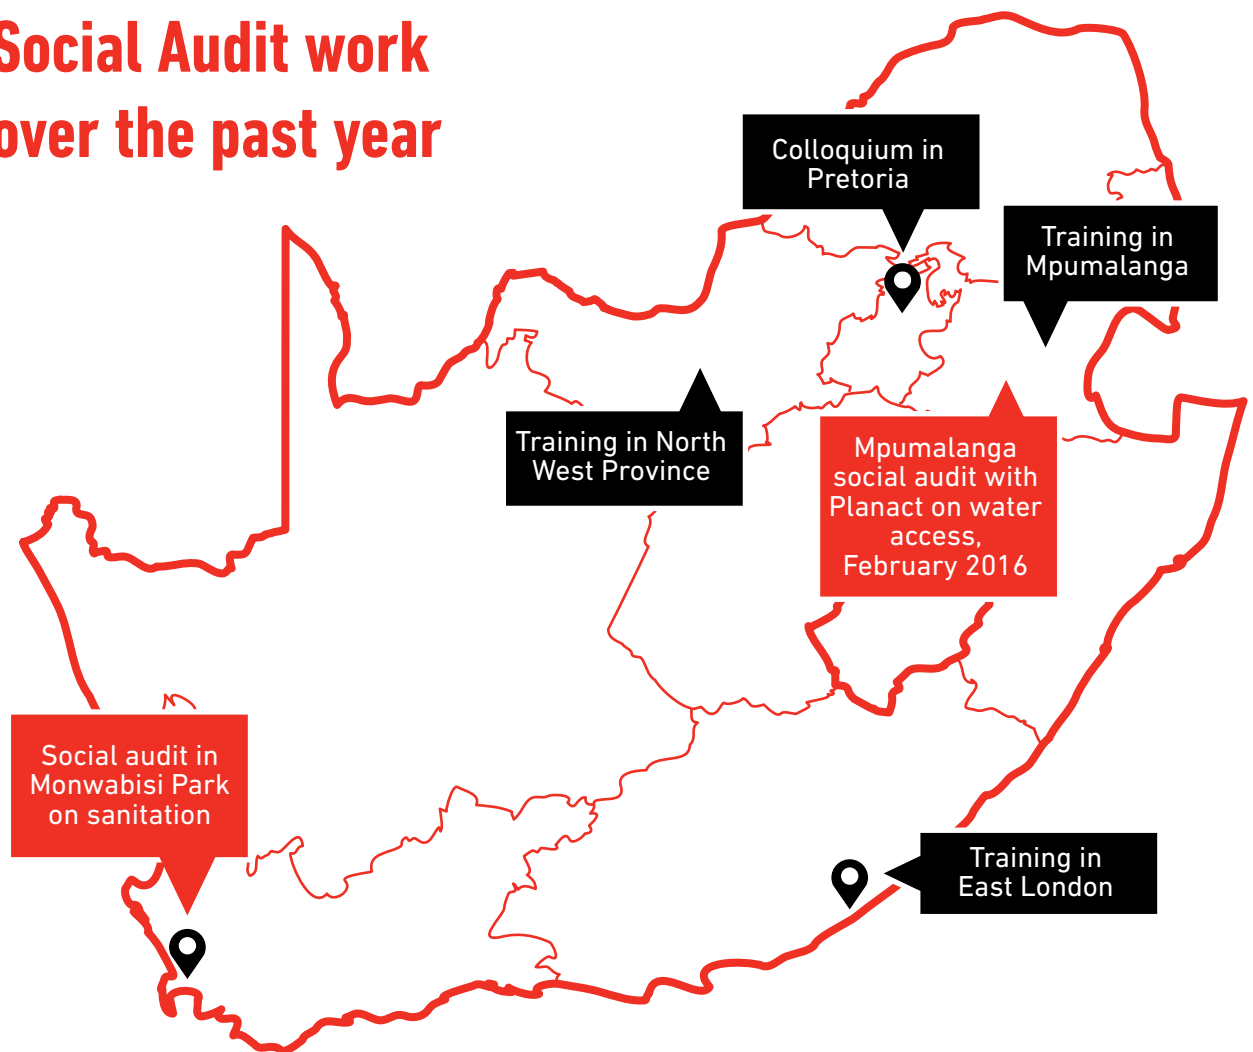 Social Audit work
over the past year
Colloquium in
Pretoria
Training in
Mpumalanga
Training in North
West Province
Mpumalanga
social audit with
Planact on water
access,
February 2016
Social audit in
Monwabisi Park
on sanitation
Training in
East London